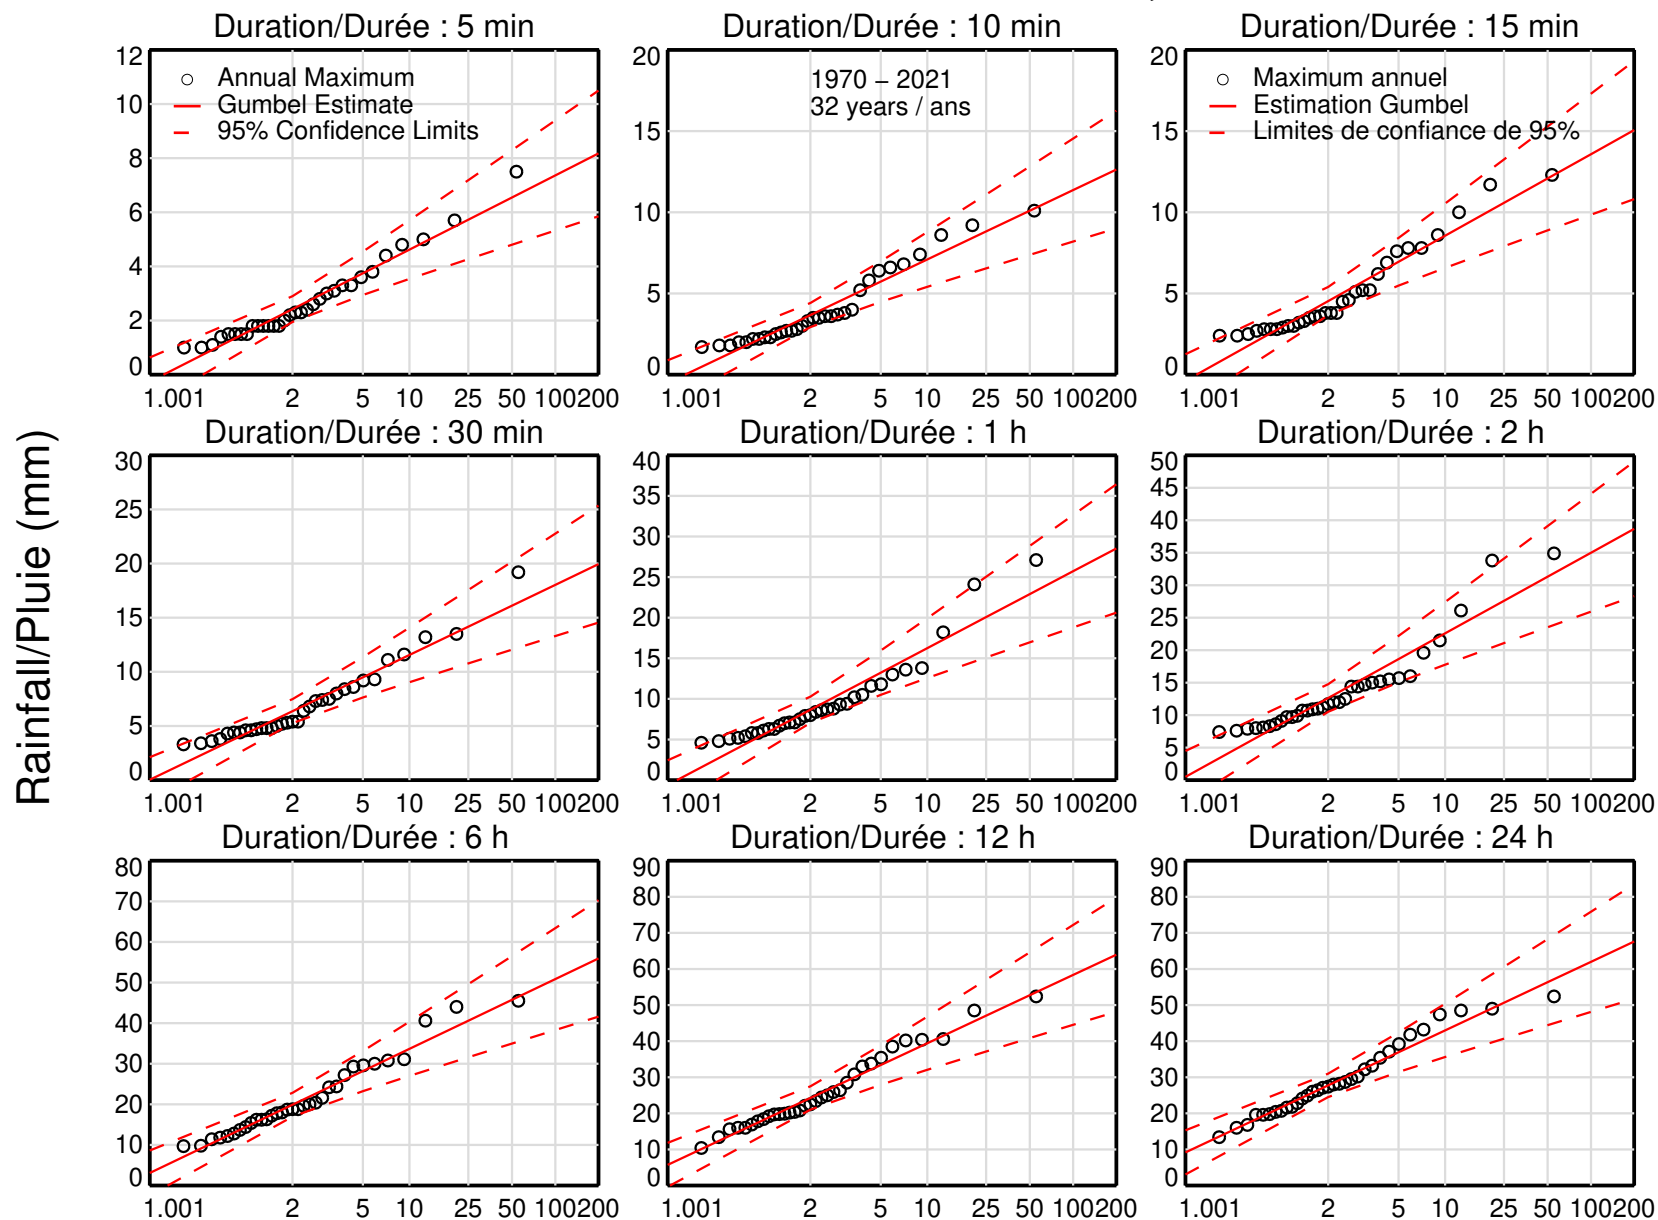 Duration/Durée : 5 min
12
10
8
6
4
2
0
Annual Maximum
Gumbel Estimate
95% Confidence Limits
1.001 2 5 10 25 50 100200
Duration/Durée : 10 min
20
15
10
5
0
1970 – 2021
32 years / ans
1.001 2 5 10 25 50 100200
Duration/Durée : 15 min
20
15
10
5
0
Maximum annuel
Estimation Gumbel
Limites de confiance de 95%
1.001 2 5 10 25 50 100200
Rainfall/Pluie (mm)
Duration/Durée : 30 min
30
25
20
15
10
5
0
1.001 2 5 10 25 50 100200
Duration/Durée : 1 h
40
35
30
25
20
15
10
5
0
1.001 2 5 10 25 50 100200
Duration/Durée : 2 h
50
45
40
35
30
25
20
15
10
5
0
1.001 2 5 10 25 50 100200
Duration/Durée : 6 h
80
70
60
50
40
30
20
10
0
1.001 2 5 10 25 50 100200
Duration/Durée : 12 h
90
80
70
60
50
40
30
20
10
0
1.001 2 5 10 25 50 100200
Duration/Durée : 24 h
90
80
70
60
50
40
30
20
10
0
1.001 2 5 10 25 50 100200